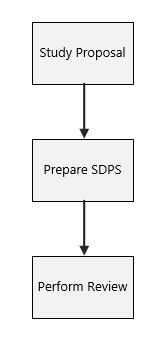 Study Proposal
Prepare SDPS
Perform Review